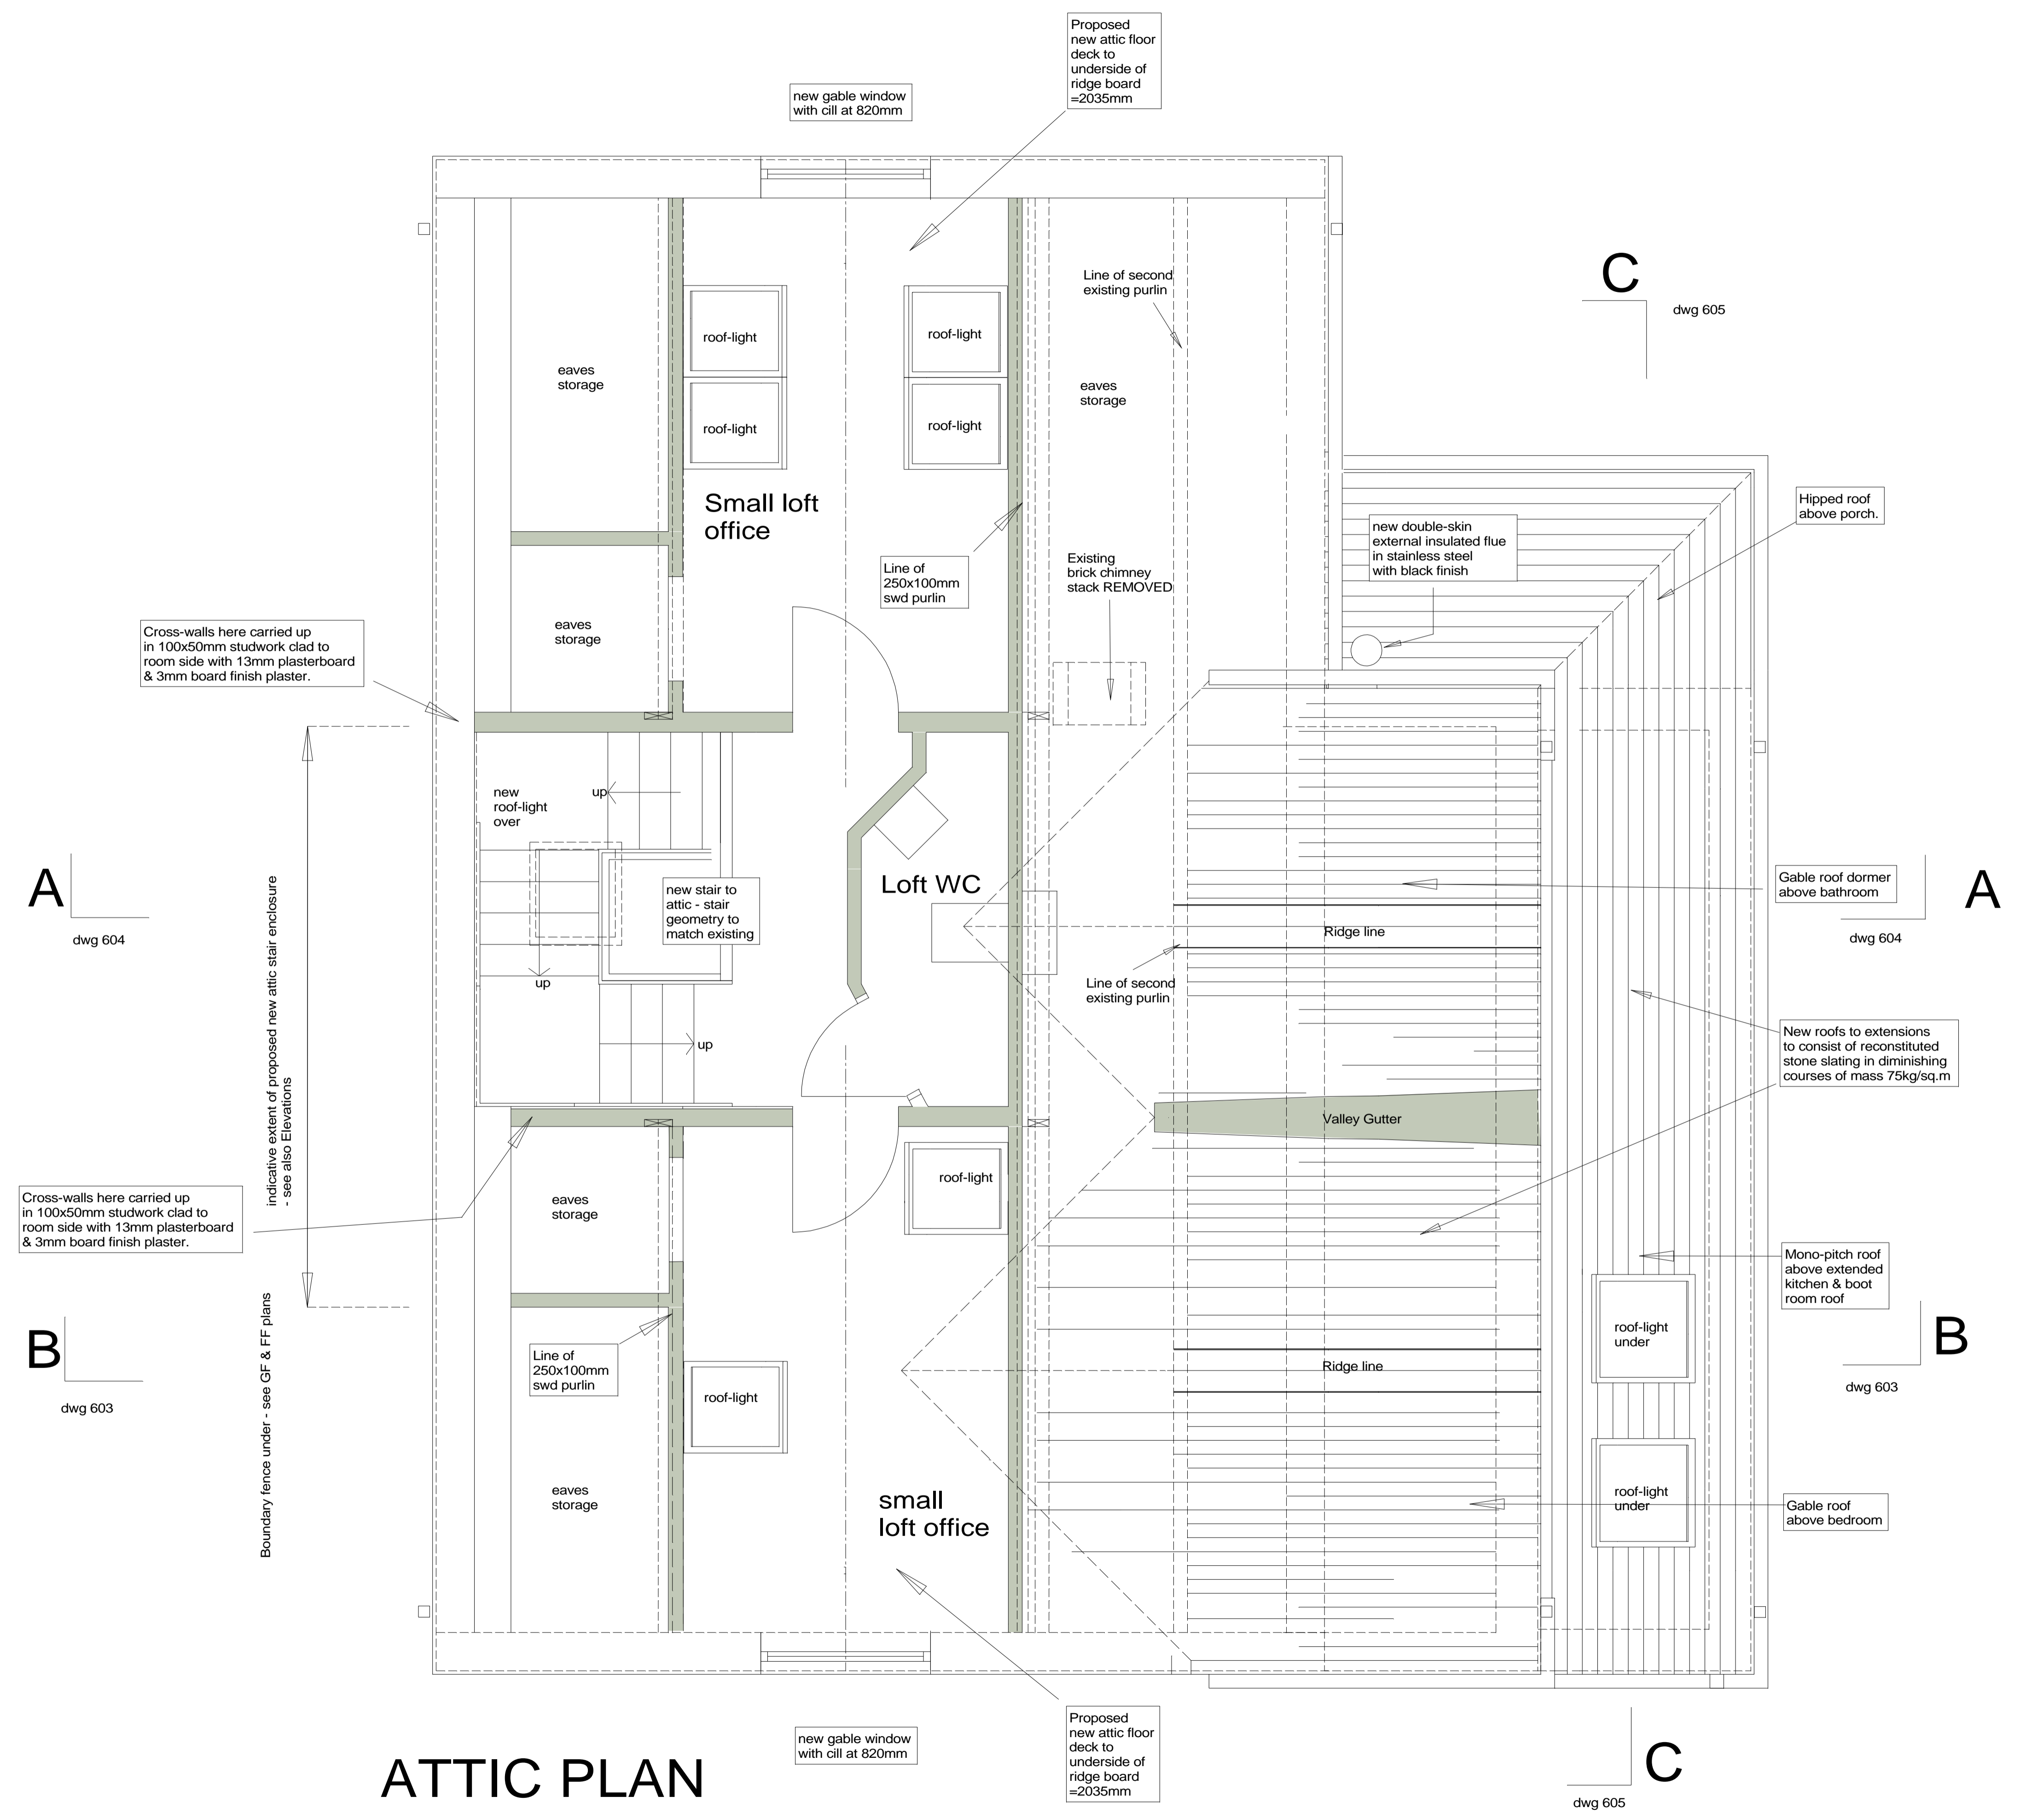 Proposed
new attic floor
deck to
underside of
ridge board
=2035mm
new gable window
with cill at 820mm
C
dwg 605
Line of second
existing purlin
roof-light
roof-light
roof-light
roof-light
eaves
storage
eaves
storage
Small loft
office
Hipped roof
above porch.
new double-skin
external insulated flue
in stainless steel
with black finish
Line of
250x100mm
swd purlin
Existing
brick chimney
stack REMOVED
eaves
storage
Cross-walls here carried up
in 100x50mm studwork clad to
room side with 13mm plasterboard
& 3mm board finish plaster.
new
roof-light
over
up
A
dwg 604
new stair to
attic - stair
geometry to
match existing
Loft WC
Gable roof dormer
above bathroom
A
dwg 604
Ridge line
up
Line of second
existing purlin
up
New roofs to extensions
to consist of reconstituted
stone slating in diminishing
courses of mass 75kg/sq.m
indicative extent of proposed new attic stair enclosure
- see also Elevations
Valley Gutter
roof-light
Cross-walls here carried up
in 100x50mm studwork clad to
room side with 13mm plasterboard
& 3mm board finish plaster.
eaves
storage
Mono-pitch roof
above extended
kitchen & boot
room roof
B
dwg 603
Line of
250x100mm
swd purlin
roof-light
Ridge line
roof-light
under
B
dwg 603
Boundary fence under - see GF & FF plans
eaves
storage
small
loft office
roof-light
under
Gable roof
above bedroom
new gable window
with cill at 820mm
Proposed
new attic floor
deck to
underside of
ridge board
=2035mm
ATTIC PLAN
C
dwg 605